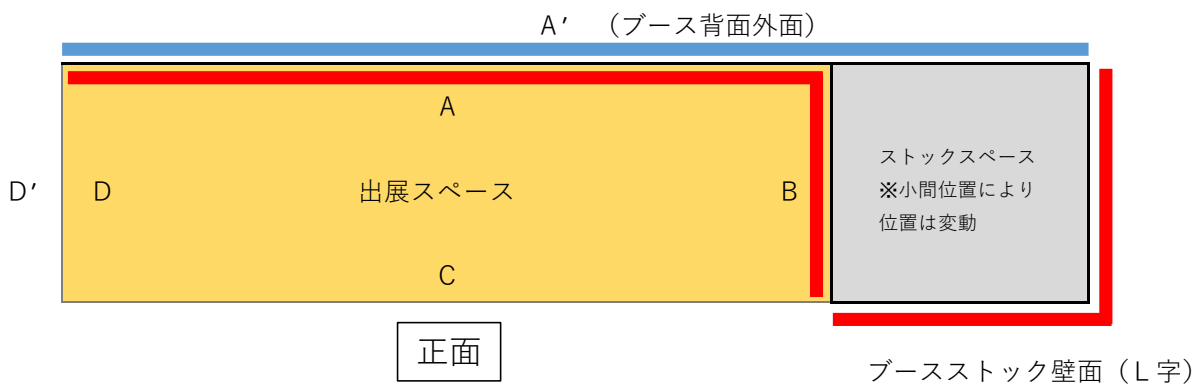 A′ （ブース背面外面）
A
ストックスペース
D′ D 出展スペース B ※小間位置により
位置は変動
C
正面
ブースストック壁面（L字）